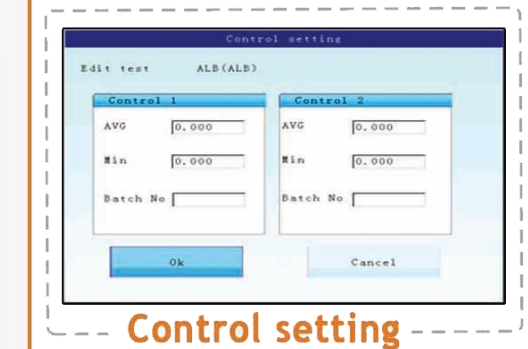 Control setting
Edit test ALB(ALB)
Control 1
AVG 0.000
Min 0.000
Batch No
Control 2
AVG 0.000
Min 0.000
Batch No
Ok Cancel
Control setting